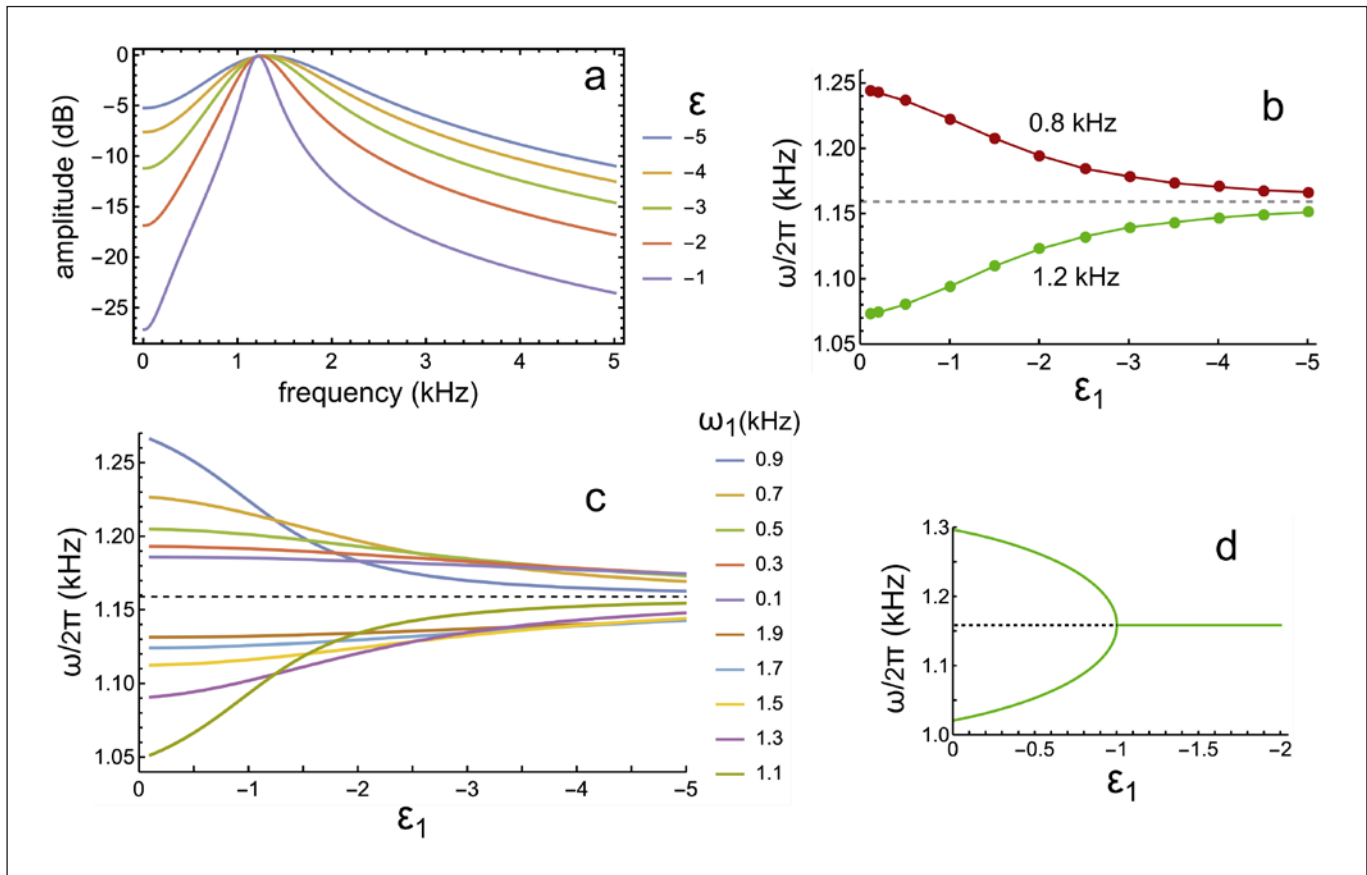 a
amplitude (dB)
0
−5
−10
−15
−20
−25
0 1 2 3 4 5
frequency (kHz)
ε
−5
−4
−3
−2
−1
b
ω/2π (kHz)
1.25
1.20
1.15
1.10
1.05
0.8 kHz
1.2 kHz
0 −1 −2 −3 −4 −5
ε1
c
ω/2π (kHz)
1.25
1.20
1.15
1.10
1.05
0 −1 −2 −3 −4 −5
ε1
ω1(kHz)
0.9
0.7
0.5
0.3
0.1
1.9
1.7
1.5
1.3
1.1
d
ω/2π (kHz)
1.3
1.2
1.1
1.0
0 −0.5 −1 −1.5 −2
ε1